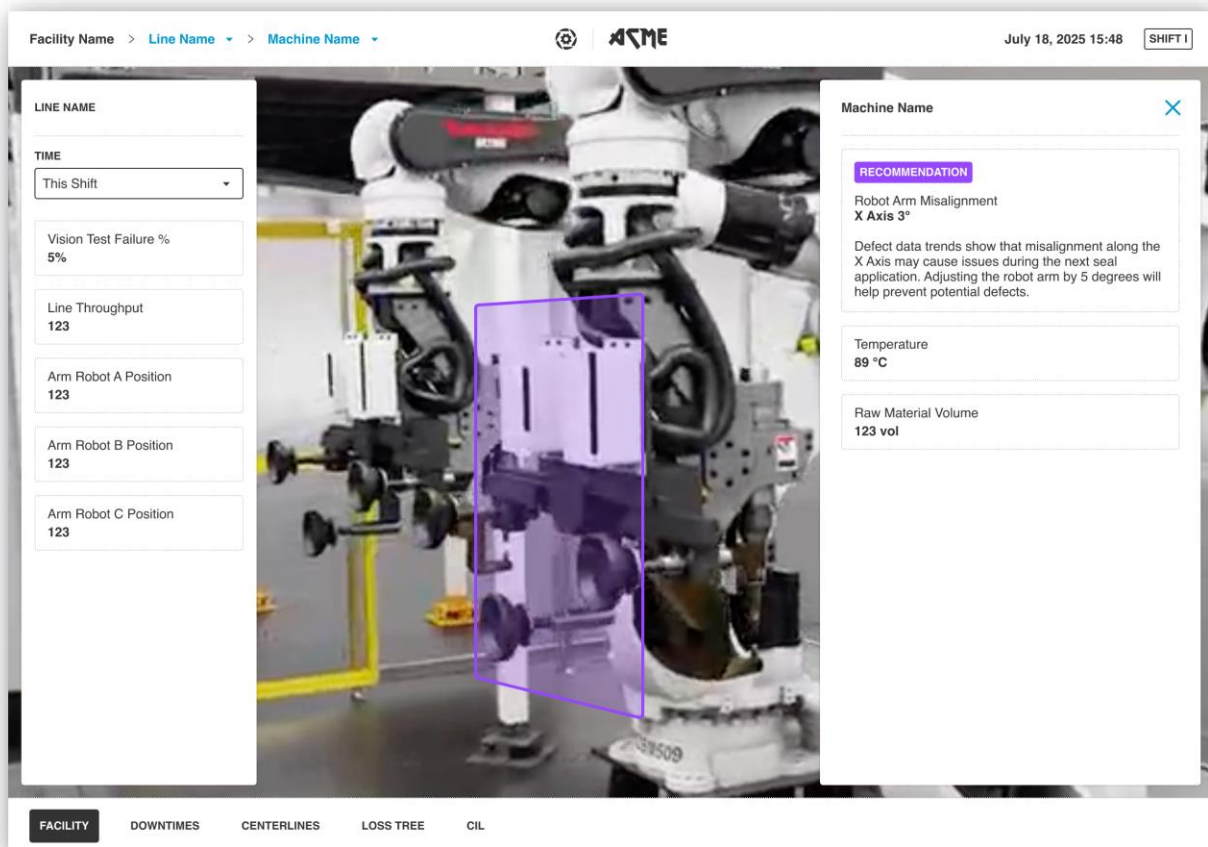 Facility Name > Line Name > Machine Name
ACME
July 18, 2025 15:48 SHIFT I
LINE NAME
TIME
This Shift
Vision Test Failure %
5%
Line Throughput
123
Arm Robot A Position
123
Arm Robot B Position
123
Arm Robot C Position
123
Machine Name
RECOMMENDATION
Robot Arm Misalignment
X Axis 3°
Defect data trends show that misalignment along the
X Axis may cause issues during the next seal
application. Adjusting the robot arm by 5 degrees will
help prevent potential defects.
Temperature
89 °C
Raw Material Volume
123 vol
FACILITY DOWNTIMES CENTERLINES LOSS TREE CIL